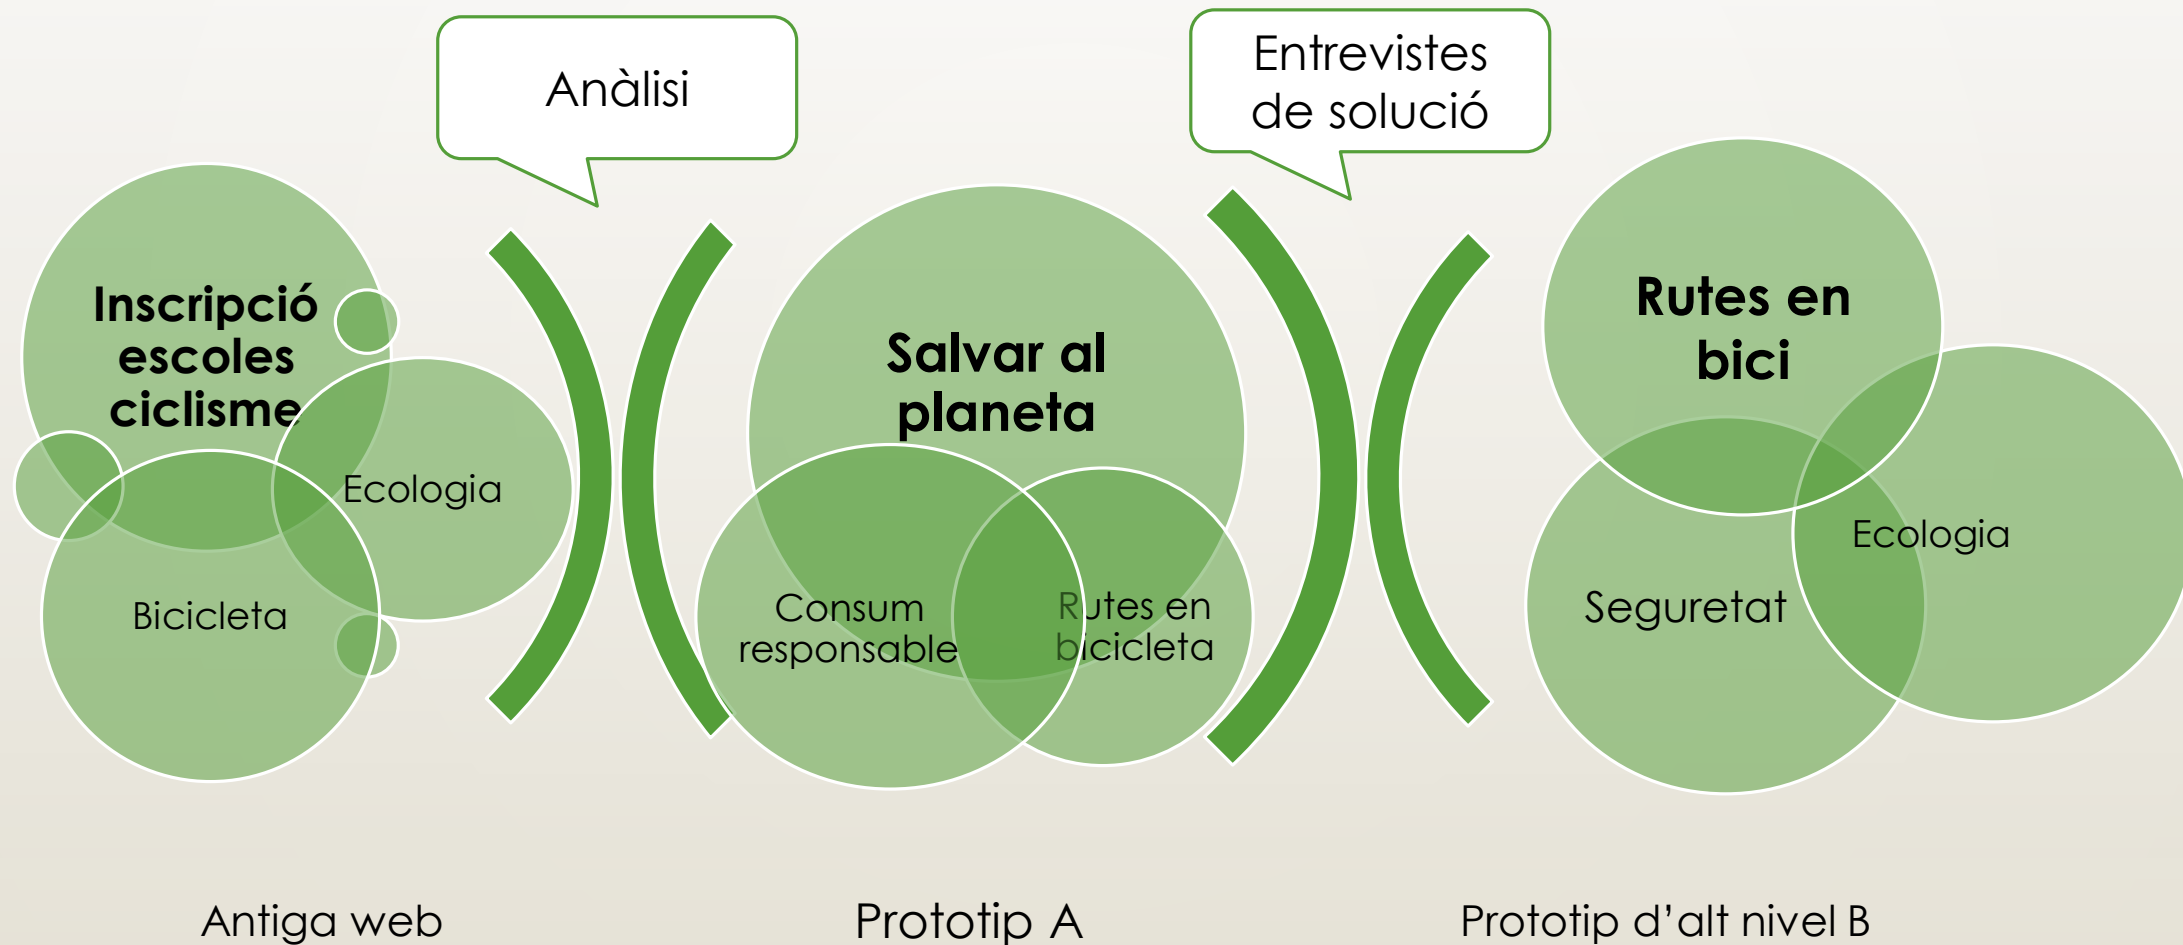 Anàlisi
Entrevistes
de solució
Inscripció
escoles
ciclisme
Ecologia
Bicicleta
Salvar al
planeta
Consum
responsable
Rutes en
bicicleta
Rutes en
bici
Ecologia
Seguretat
Antiga web
Prototip A
Prototip d’alt nivel B